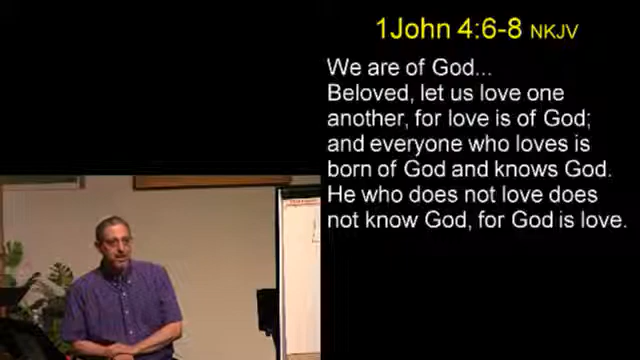 1John 4:6-8 NKJV
We are of God...
Beloved, let us love one
another, for love is of God;
and everyone who loves is
born of God and knows God.
He who does not love does
not know God, for God is love.